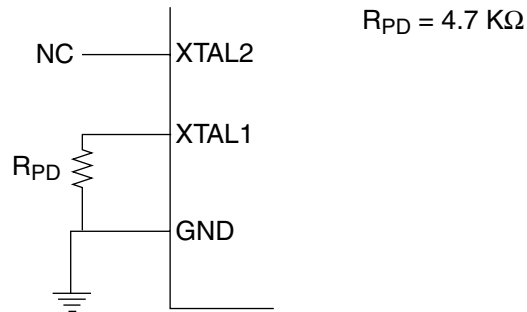 R_PD = 4.7 KΩ
NC
XTAL2
XTAL1
R_PD
GND